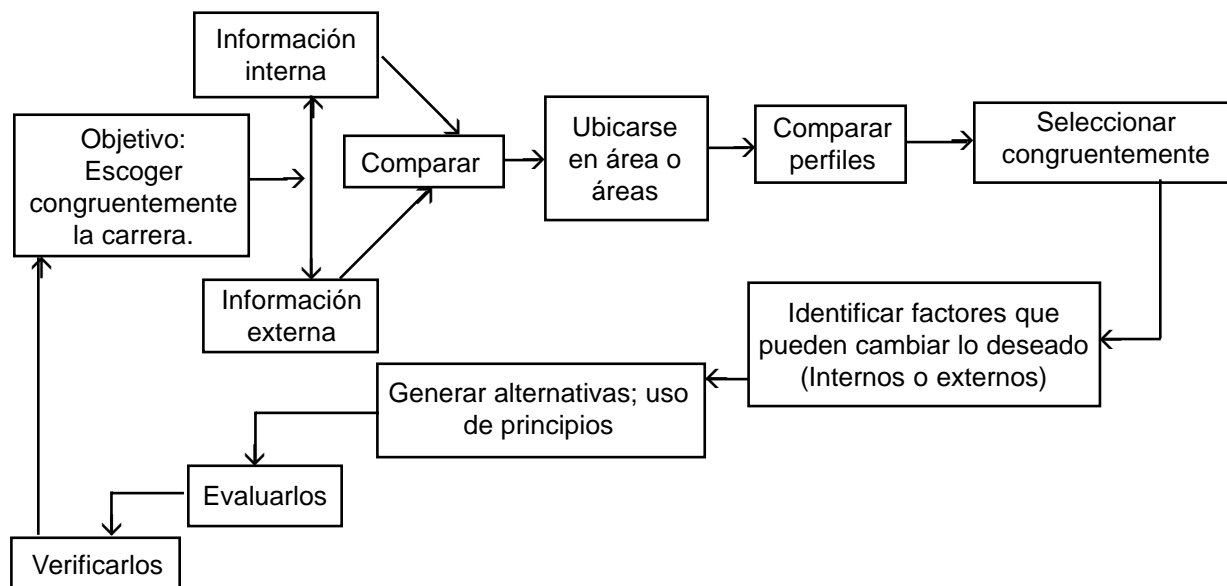 Información
interna
Objetivo:
Escoger
congruentemente
la carrera.
Comparar
Ubicarse
en área o
áreas
Comparar
perfiles
Seleccionar
congruentemente
Información
externa
Identificar factores que
pueden cambiar lo deseado
(Internos o externos)
Generar alternativas; uso
de principios
Evaluarlos
Verificarlos